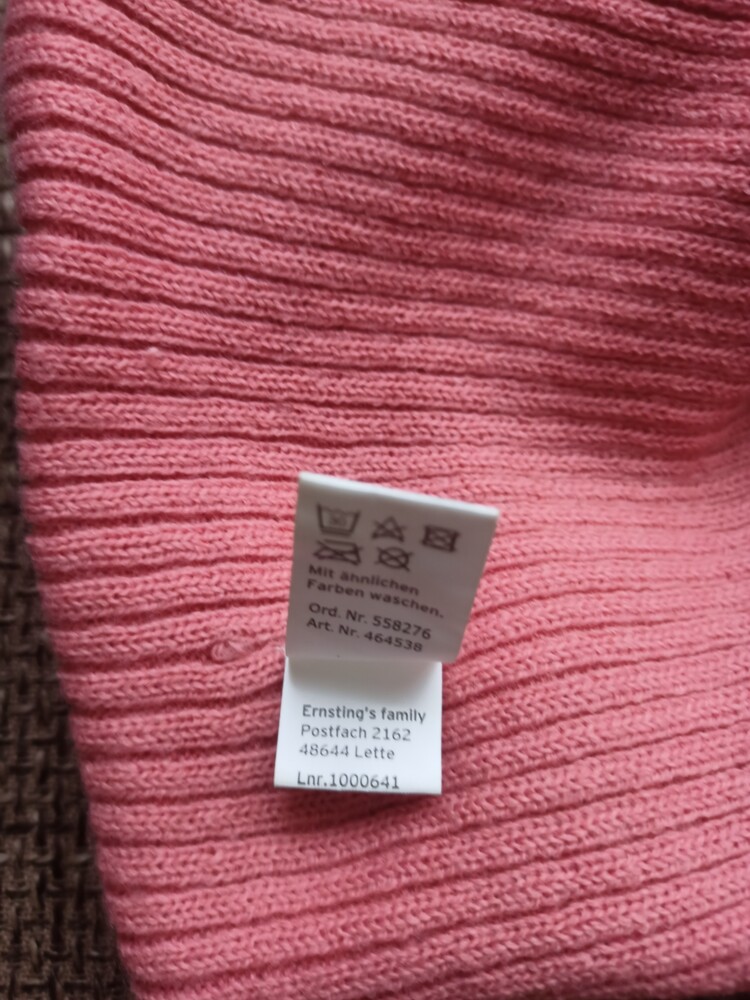 Mit ähnlichen
Farben waschen.
Ord. Nr. 558276
Art. Nr. 464538
Ernsting's family
Postfach 2162
48644 Lette
Lnr.1000641